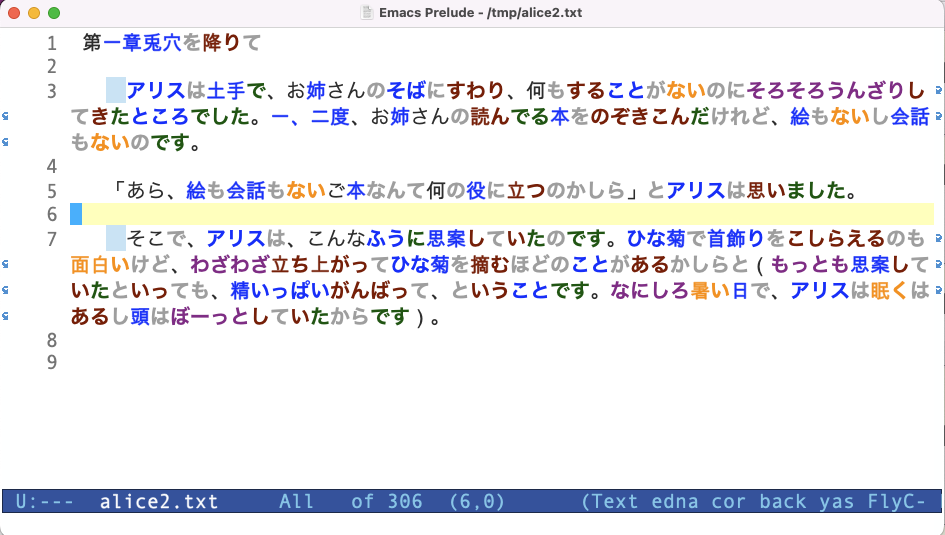 Emacs Prelude - /tmp/alice2.txt
1 第一章兎穴を降りて
2
3 アリスは土手で、お姉さんのそばにすわり、何もすることがないのにそろそろうんざりし
てきたところでした。一、二度、お姉さんの読んでる本をのぞきこんだけれど、絵もないし会話
もないのです。
4
5 「あら、絵も会話もないご本なんて何の役に立つのかしら」とアリスは思いました。
6
7 そこで、アリスは、こんなふうに思案していたのです。ひな菊で首飾りをこしらえるのも
面白いけど、わざわざ立ち上がってひな菊を摘むほどのことがあるかしらと（もっとも思案して
いたといっても、精いっぱいがんばって、ということです。なにしろ暑い日で、アリスは眠くは
あるし頭はぼーっとしていたからです）。
8
9
U:--- alice2.txt All of 306 (6,0) (Text edna cor back yas FlyC-